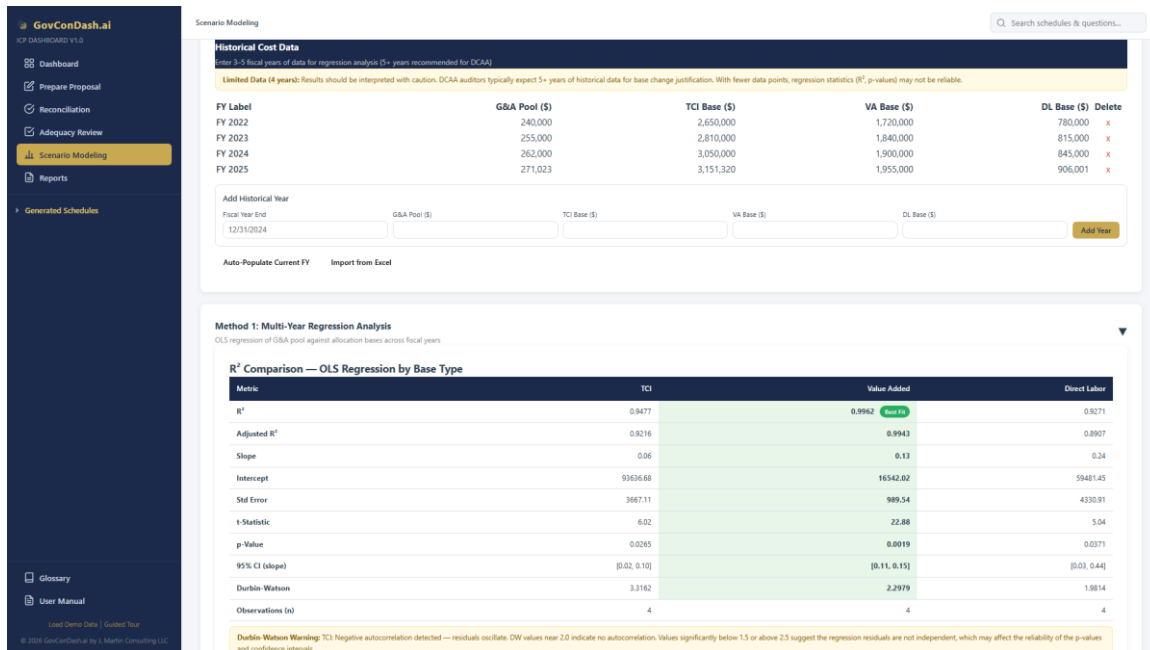 GovConDash.ai
ICP DASHBOARD V1.0
Dashboard
Prepare Proposal
Reconciliation
Adequacy Review
Scenario Modeling
Reports
Generated Schedules
Glossary
User Manual
Load Demo Data | Guided Tour
© 2026 GovConDash.ai by J. Martin Consulting LLC
Scenario Modeling
Search schedules & questions...
Historical Cost Data
Enter 3–5 fiscal years of data for regression analysis (5+ years recommended for DCAA)
Limited Data (4 years): Results should be interpreted with caution. DCAA auditors typically expect 5+ years of historical data for base change justification. With fewer data points, regression statistics (R², p-values) may not be reliable.
FY Label G&A Pool ($) TCI Base ($) VA Base ($) DL Base ($) Delete
FY 2022 240,000 2,650,000 1,720,000 780,000 x
FY 2023 255,000 2,810,000 1,840,000 815,000 x
FY 2024 262,000 3,050,000 1,900,000 845,000 x
FY 2025 271,023 3,151,320 1,955,000 906,001 x
Add Historical Year
Fiscal Year End G&A Pool ($) TCI Base ($) VA Base ($) DL Base ($)
12/31/2024 Add Year
Auto-Populate Current FY Import from Excel
Method 1: Multi-Year Regression Analysis
OLS regression of G&A pool against allocation bases across fiscal years
R² Comparison — OLS Regression by Base Type
Metric TCI Value Added Direct Labor
R² 0.9477 0.9962 Best Fit 0.9271
Adjusted R² 0.9216 0.9943 0.8907
Slope 0.06 0.13 0.24
Intercept 93636.68 16542.02 59481.45
Std Error 3667.11 989.54 4330.91
t-Statistic 6.02 22.88 5.04
p-Value 0.0265 0.0019 0.0371
95% CI (slope) [0.02, 0.10] [0.11, 0.15] [0.03, 0.44]
Durbin-Watson 3.3162 2.2979 1.9814
Observations (n) 4 4 4
Durbin-Watson Warning: TCI: Negative autocorrelation detected — residuals oscillate. DW values near 2.0 indicate no autocorrelation. Values significantly below 1.5 or above 2.5 suggest the regression residuals are not independent, which may affect the reliability of the p-values
and confidence intervals.